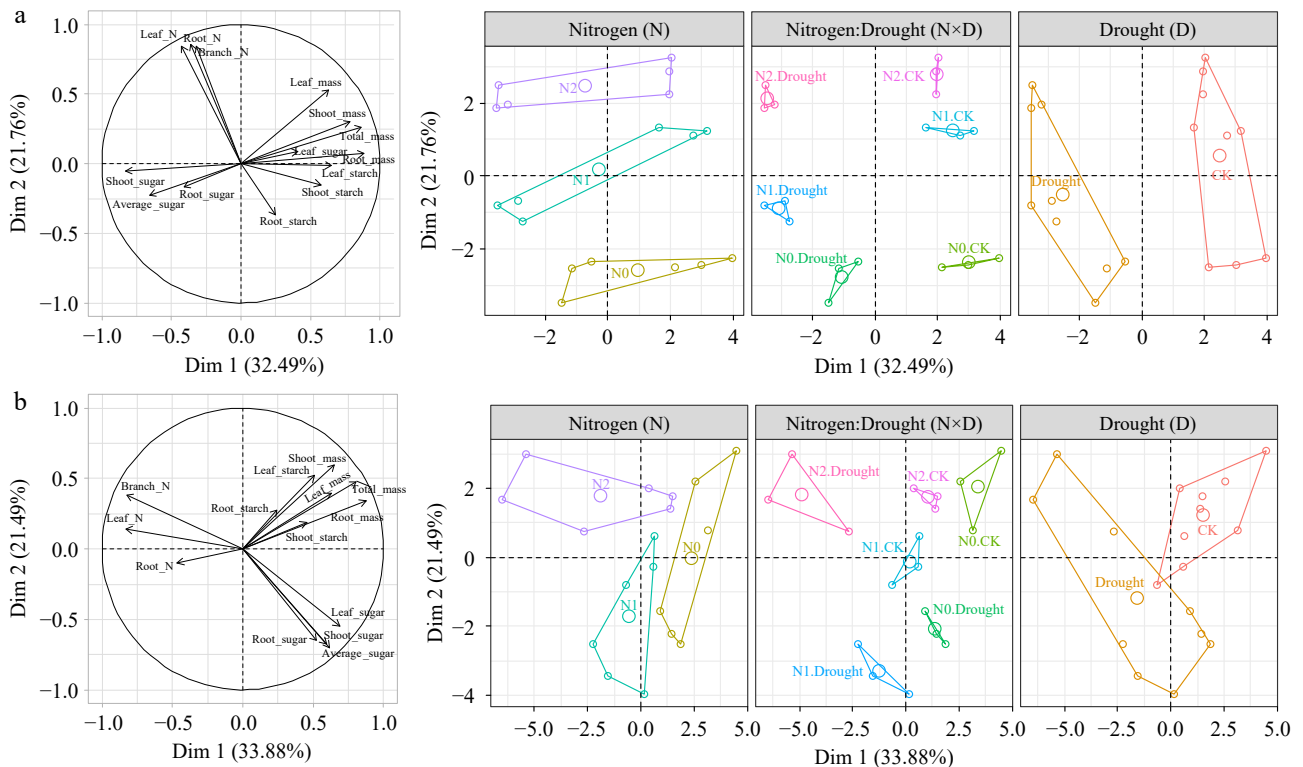 a
Dim 2 (21.76%)
1.0
0.5
0.0
−0.5
−1.0
Leaf_N
Root_N
Branch_N
Leaf_mass
Shoot_mass
Total_mass
Leaf_sugar
Root_mass
Leaf_starch
Shoot_sugar
Root_sugar
Shoot_starch
Average_sugar
Root_starch
−1.0 −0.5 0.0 0.5 1.0
Dim 1 (32.49%)
Dim 2 (21.76%)
2
0
−2
Nitrogen (N)
N2
N1
N0
−2 0 2 4
Nitrogen:Drought (N×D)
N2.Drought
N2.CK
N1.CK
N1.Drought
N0.Drought
N0.CK
−2 0 2 4
Drought (D)
Drought
CK
−2 0 2 4
Dim 1 (32.49%)
b
Dim 2 (21.49%)
1.0
0.5
0.0
−0.5
−1.0
Shoot_mass
Leaf_starch
Branch_N
Leaf_mass
Total_mass
Root_starch
Root_mass
Leaf_N
Shoot_starch
Root_N
Leaf_sugar
Root_sugar
Shoot_sugar
Average_sugar
−1.0 −0.5 0.0 0.5 1.0
Dim 1 (33.88%)
Dim 2 (21.49%)
2
0
−2
−4
Nitrogen (N)
N2
N0
N1
−5.0 −2.5 0.0 2.5 5.0
Nitrogen:Drought (N×D)
N2.Drought
N2.CK
N1.CK
N0.CK
N0.Drought
N1.Drought
−5.0 −2.5 0.0 2.5 5.0
Drought (D)
CK
Drought
−5.0 −2.5 0.0 2.5 5.0
Dim 1 (33.88%)